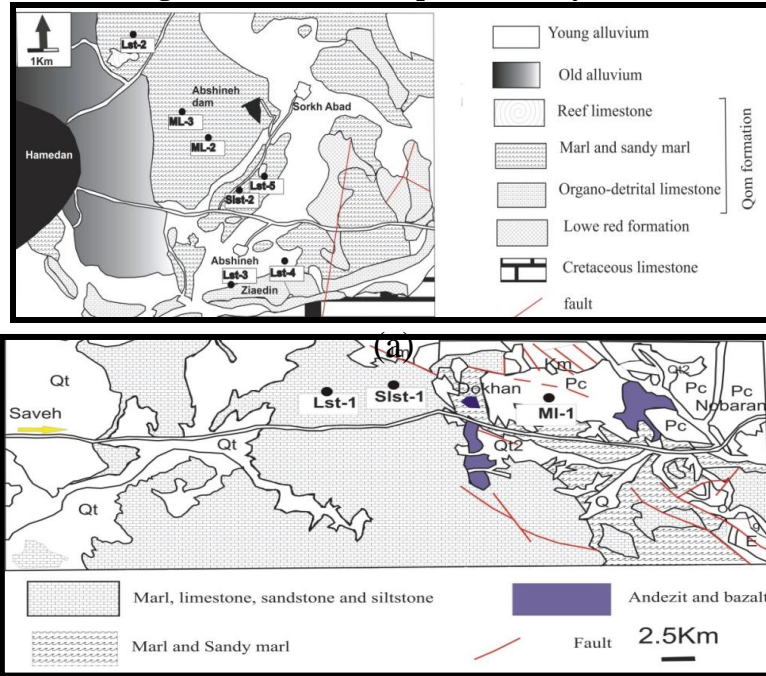 Lst-2
1Km
Abshineh
dam
Sorkh Abad
ML-3
ML-2
Hamedan
Lst-5
Slst-2
Abshineh
Lst-3
Lst-4
Ziaedin
Young alluvium
Old alluvium
Reef limestone
Marl and sandy marl
Organo-detrital limestone
Qom formation
Lowe red formation
Cretaceous limestone
fault
(a)
Qt
Km
Qt2
Dokhan
Pc
Pc
Pc
Nobaran
Lst-1
Slst-1
Ml-1
Pc
Saveh
Qt
Qt2
Qt
Q
E
Marl, limestone, sandstone and siltstone
Andezit and bazalt
Marl and Sandy marl
Fault
2.5Km